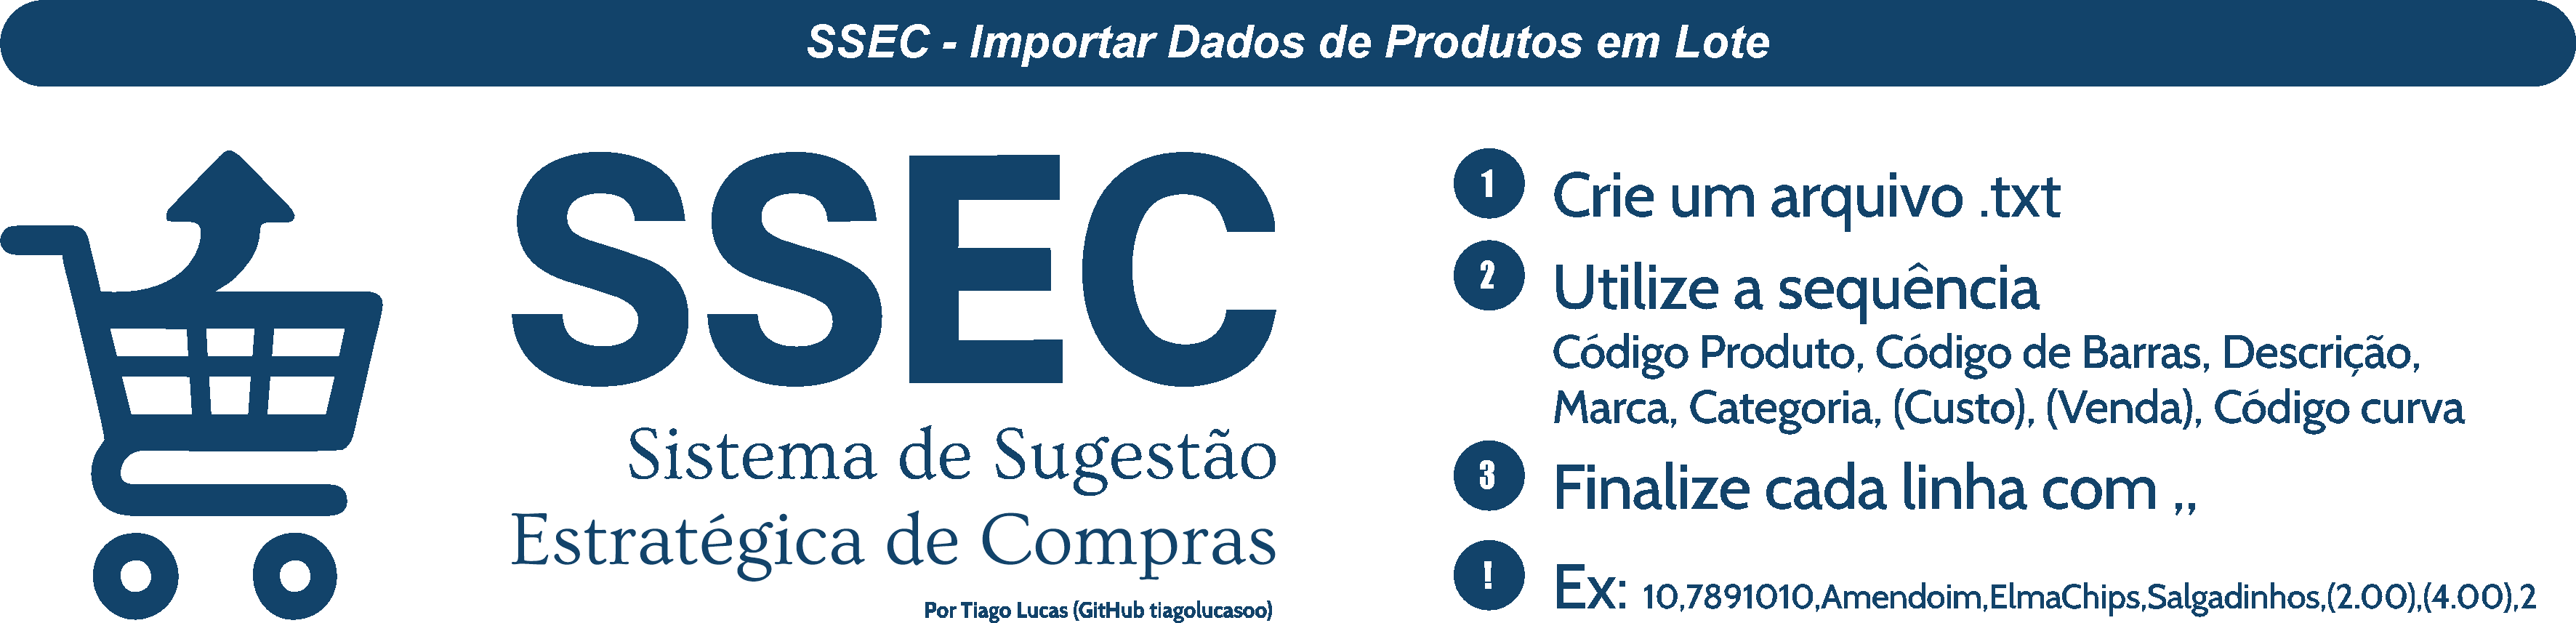 SSEC - Importar Dados de Produtos em Lote
SSEC
Sistema de Sugestão
Estratégica de Compras
Por Tiago Lucas (GitHub tiagolucasoo)
1 Crie um arquivo .txt
2 Utilize a sequência
Código Produto, Código de Barras, Descrição,
Marca, Categoria, (Custo), (Venda), Código curva
3 Finalize cada linha com ,,
! Ex: 10,7891010,Amendoim,ElmaChips,Salgadinhos,(2.00),(4.00),2